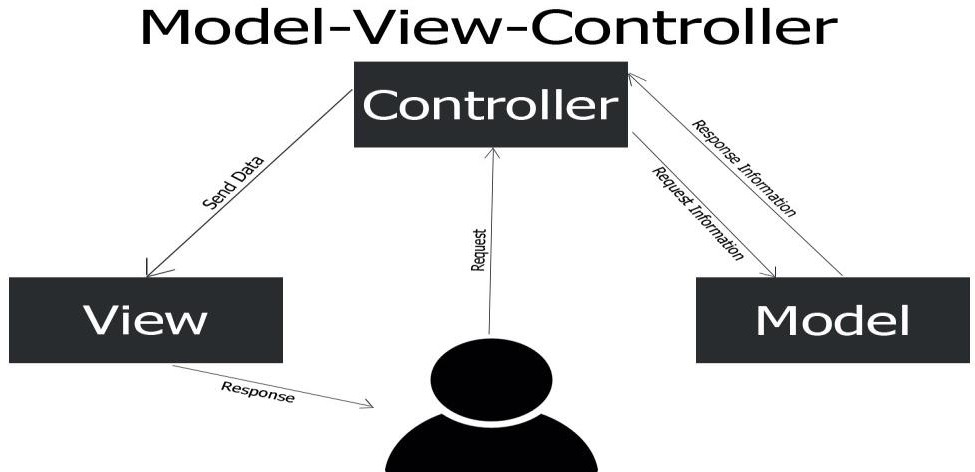 Model-View-Controller
Controller
Send Data
Response Information
Request Information
Request
View
Model
Response